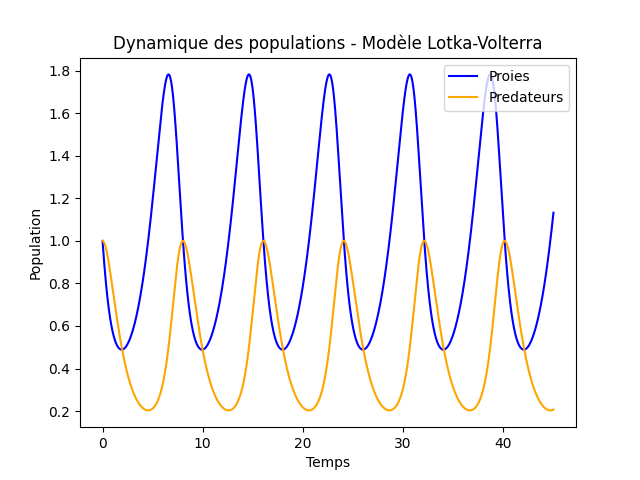 Dynamique des populations - Modèle Lotka-Volterra
Proies
Predateurs
Population
1.8
1.6
1.4
1.2
1.0
0.8
0.6
0.4
0.2
0 10 20 30 40
Temps